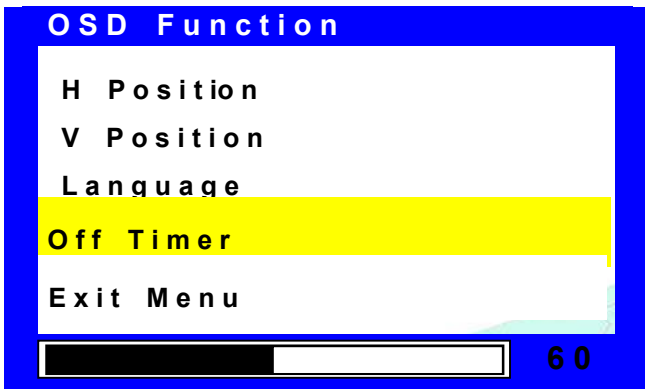 OSD Function
H Position
V Position
Language
Off Timer
Exit Menu
60